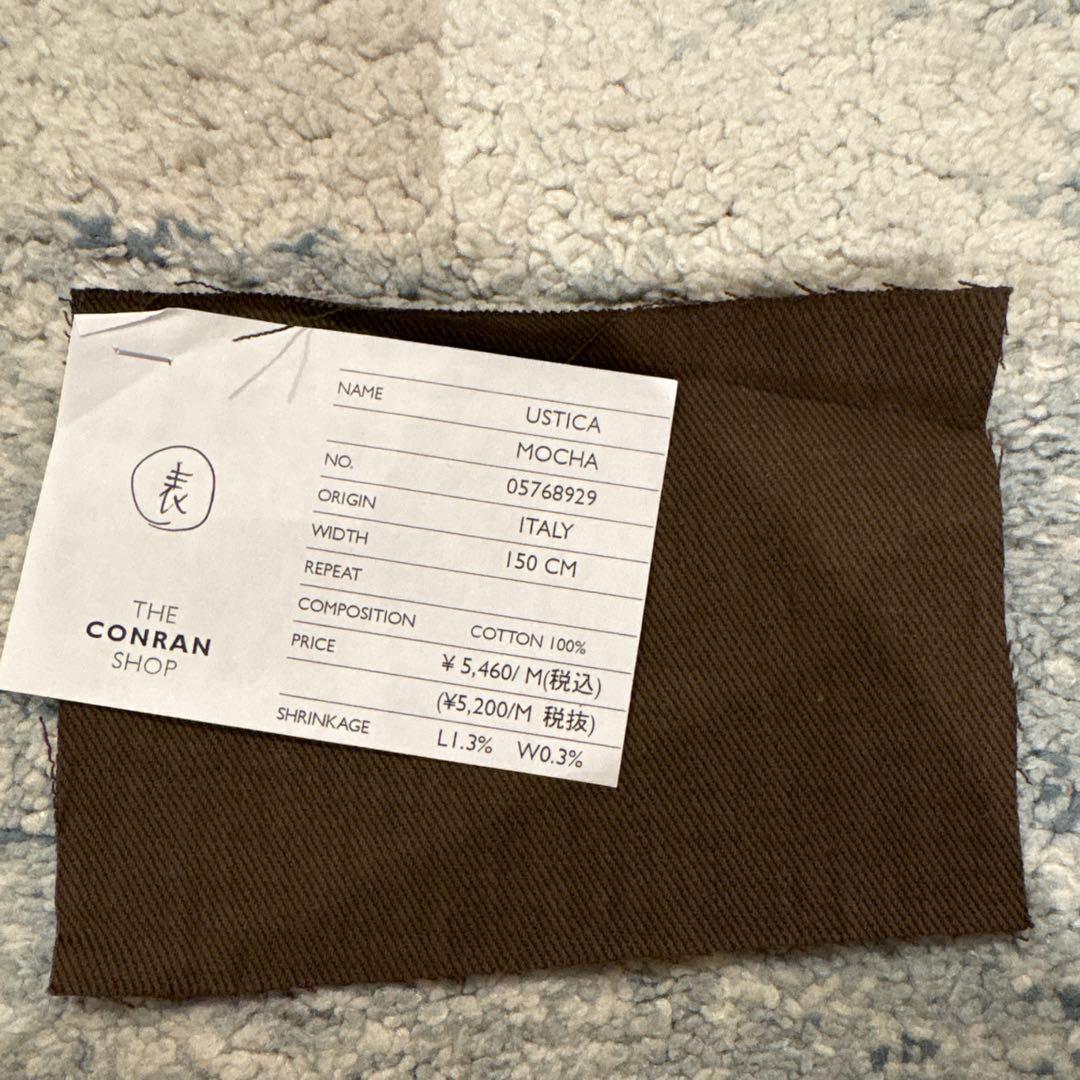 表
THE
CONRAN
SHOP
NAME USTICA
MOCHA
NO. 05768929
ORIGIN ITALY
WIDTH 150 CM
REPEAT
COMPOSITION COTTON 100%
PRICE ¥ 5,460/ M(税込)
(¥5,200/M 税抜)
SHRINKAGE L1.3% W0.3%